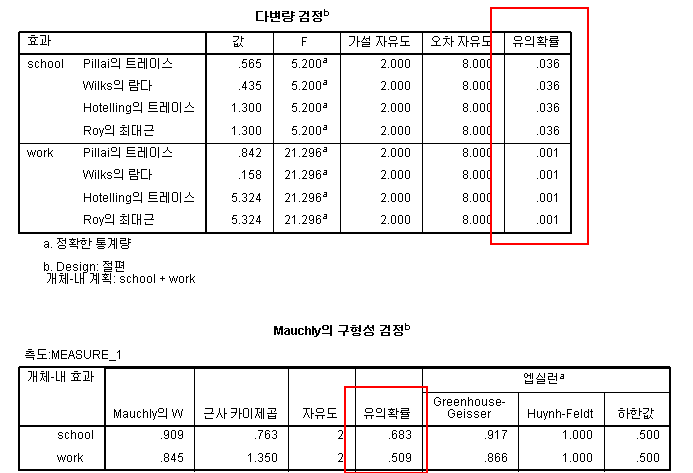 다변량 검정b
효과 값 F 가설 자유도 오차 자유도 유의확률
school Pillai의 트레이스 .565 5.200a 2.000 8.000 .036
Wilks의 람다 .435 5.200a 2.000 8.000 .036
Hotelling의 트레이스 1.300 5.200a 2.000 8.000 .036
Roy의 최대근 1.300 5.200a 2.000 8.000 .036
work Pillai의 트레이스 .842 21.296a 2.000 8.000 .001
Wilks의 람다 .158 21.296a 2.000 8.000 .001
Hotelling의 트레이스 5.324 21.296a 2.000 8.000 .001
Roy의 최대근 5.324 21.296a 2.000 8.000 .001
a. 정확한 통계량
b. Design: 절편
개체-내 계획: school + work
Mauchly의 구형성 검정b
측도:MEASURE_1
개체-내 효과 엡실런a
Mauchly의 W 근사 카이제곱 자유도 유의확률 Greenhouse-Geisser Huynh-Feldt 하한값
school .909 .763 2 .683 .917 1.000 .500
work .845 1.350 2 .509 .866 1.000 .500